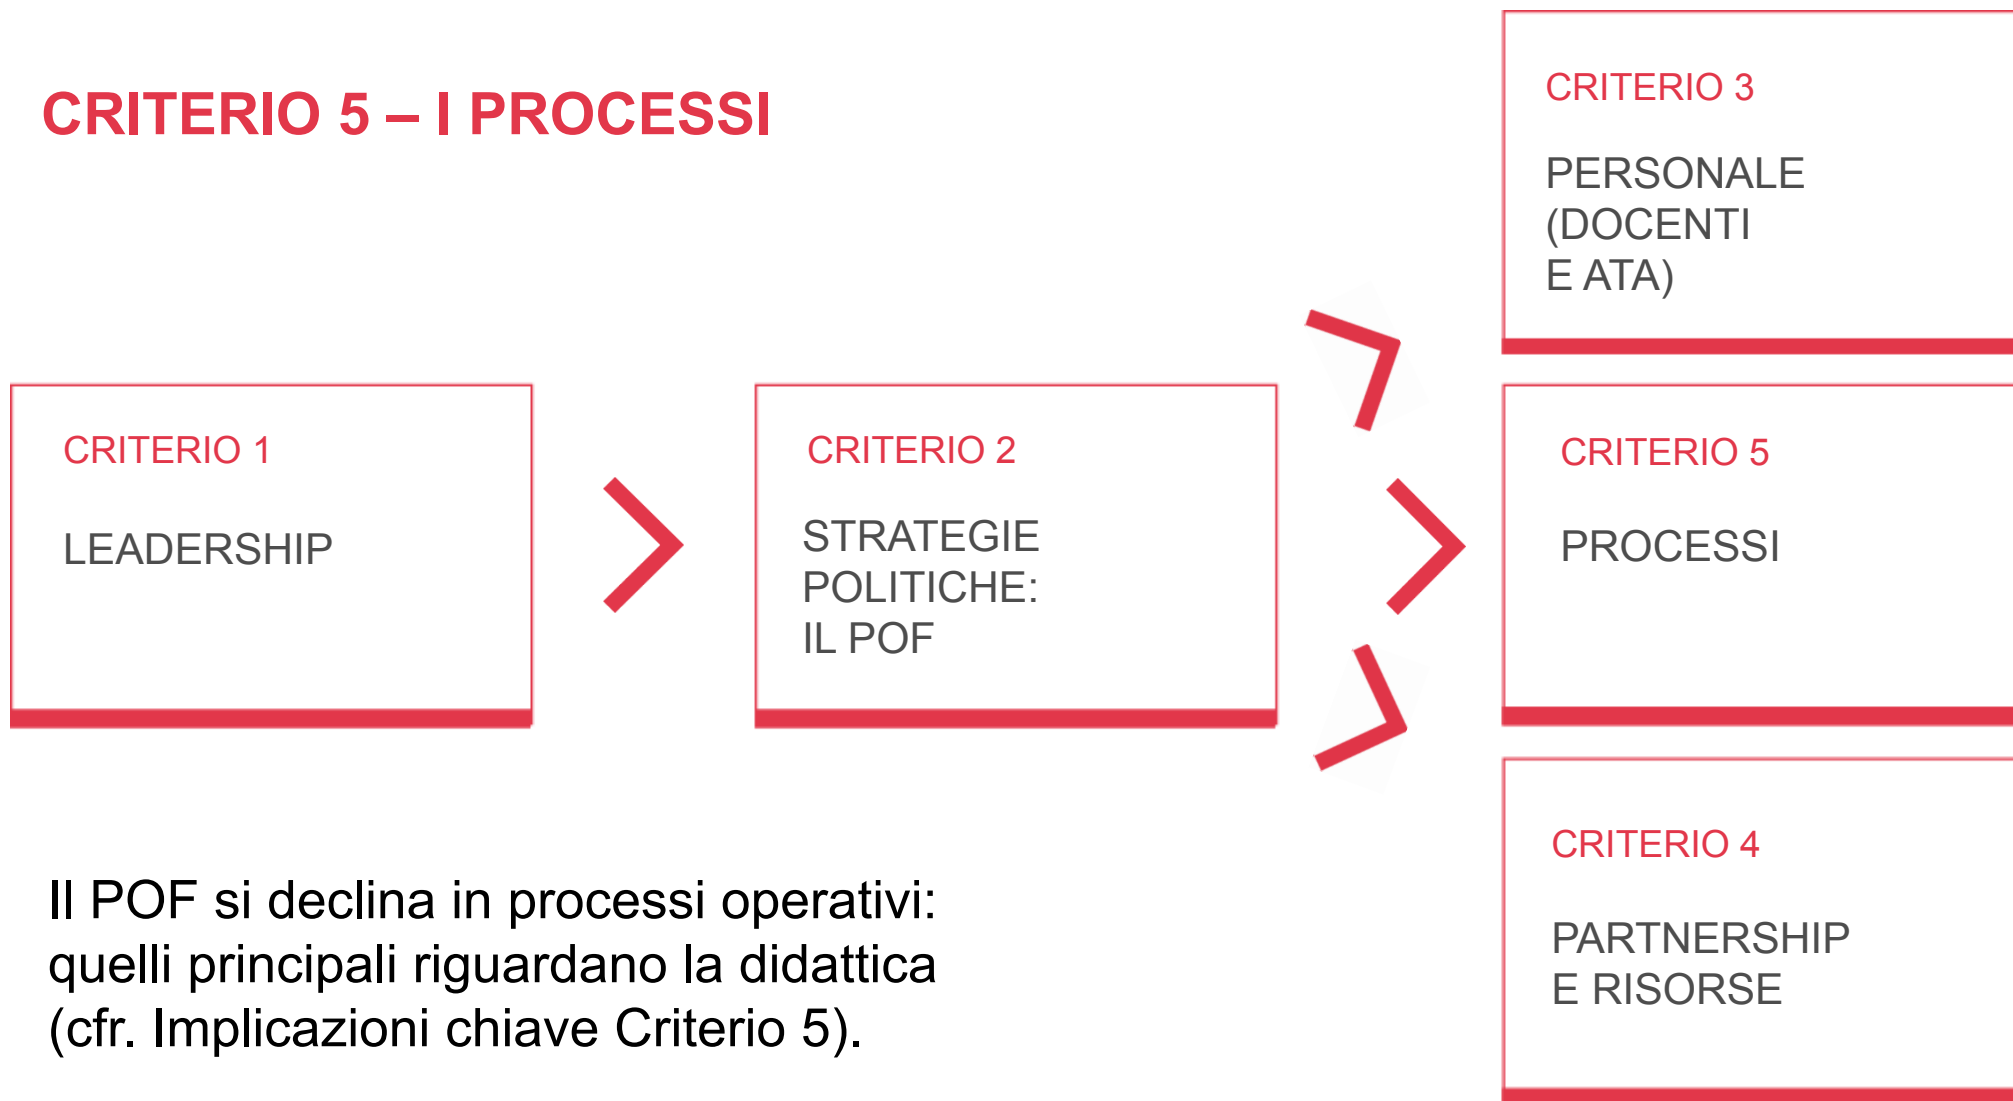 CRITERIO 5 – I PROCESSI
CRITERIO 1
LEADERSHIP
CRITERIO 2
STRATEGIE
POLITICHE:
IL POF
CRITERIO 3
PERSONALE
(DOCENTI
E ATA)
CRITERIO 5
PROCESSI
CRITERIO 4
PARTNERSHIP
E RISORSE
Il POF si declina in processi operativi:
quelli principali riguardano la didattica
(cfr. Implicazioni chiave Criterio 5).